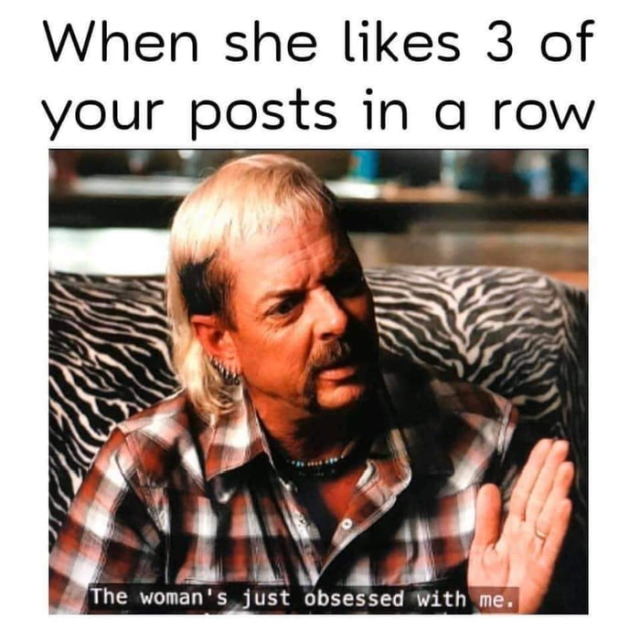 When she likes 3 of
your posts in a row
The woman's just obsessed with me.